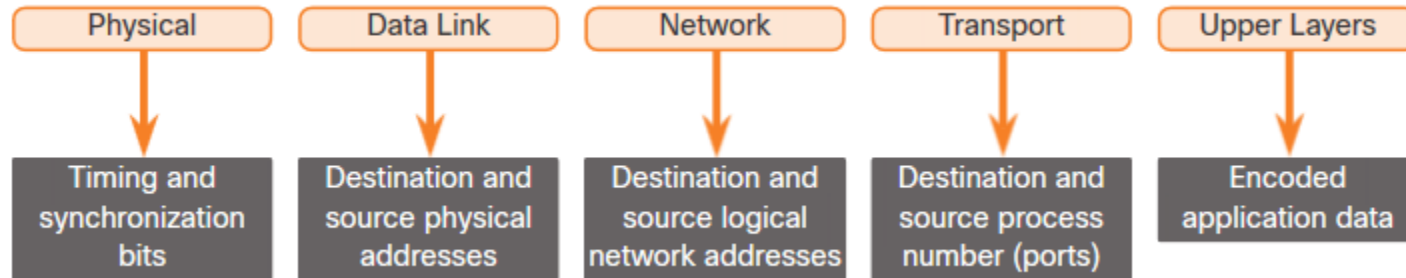 Physical
Data Link
Network
Transport
Upper Layers
Timing and
synchronization
bits
Destination and
source physical
addresses
Destination and
source logical
network addresses
Destination and
source process
number (ports)
Encoded
application data